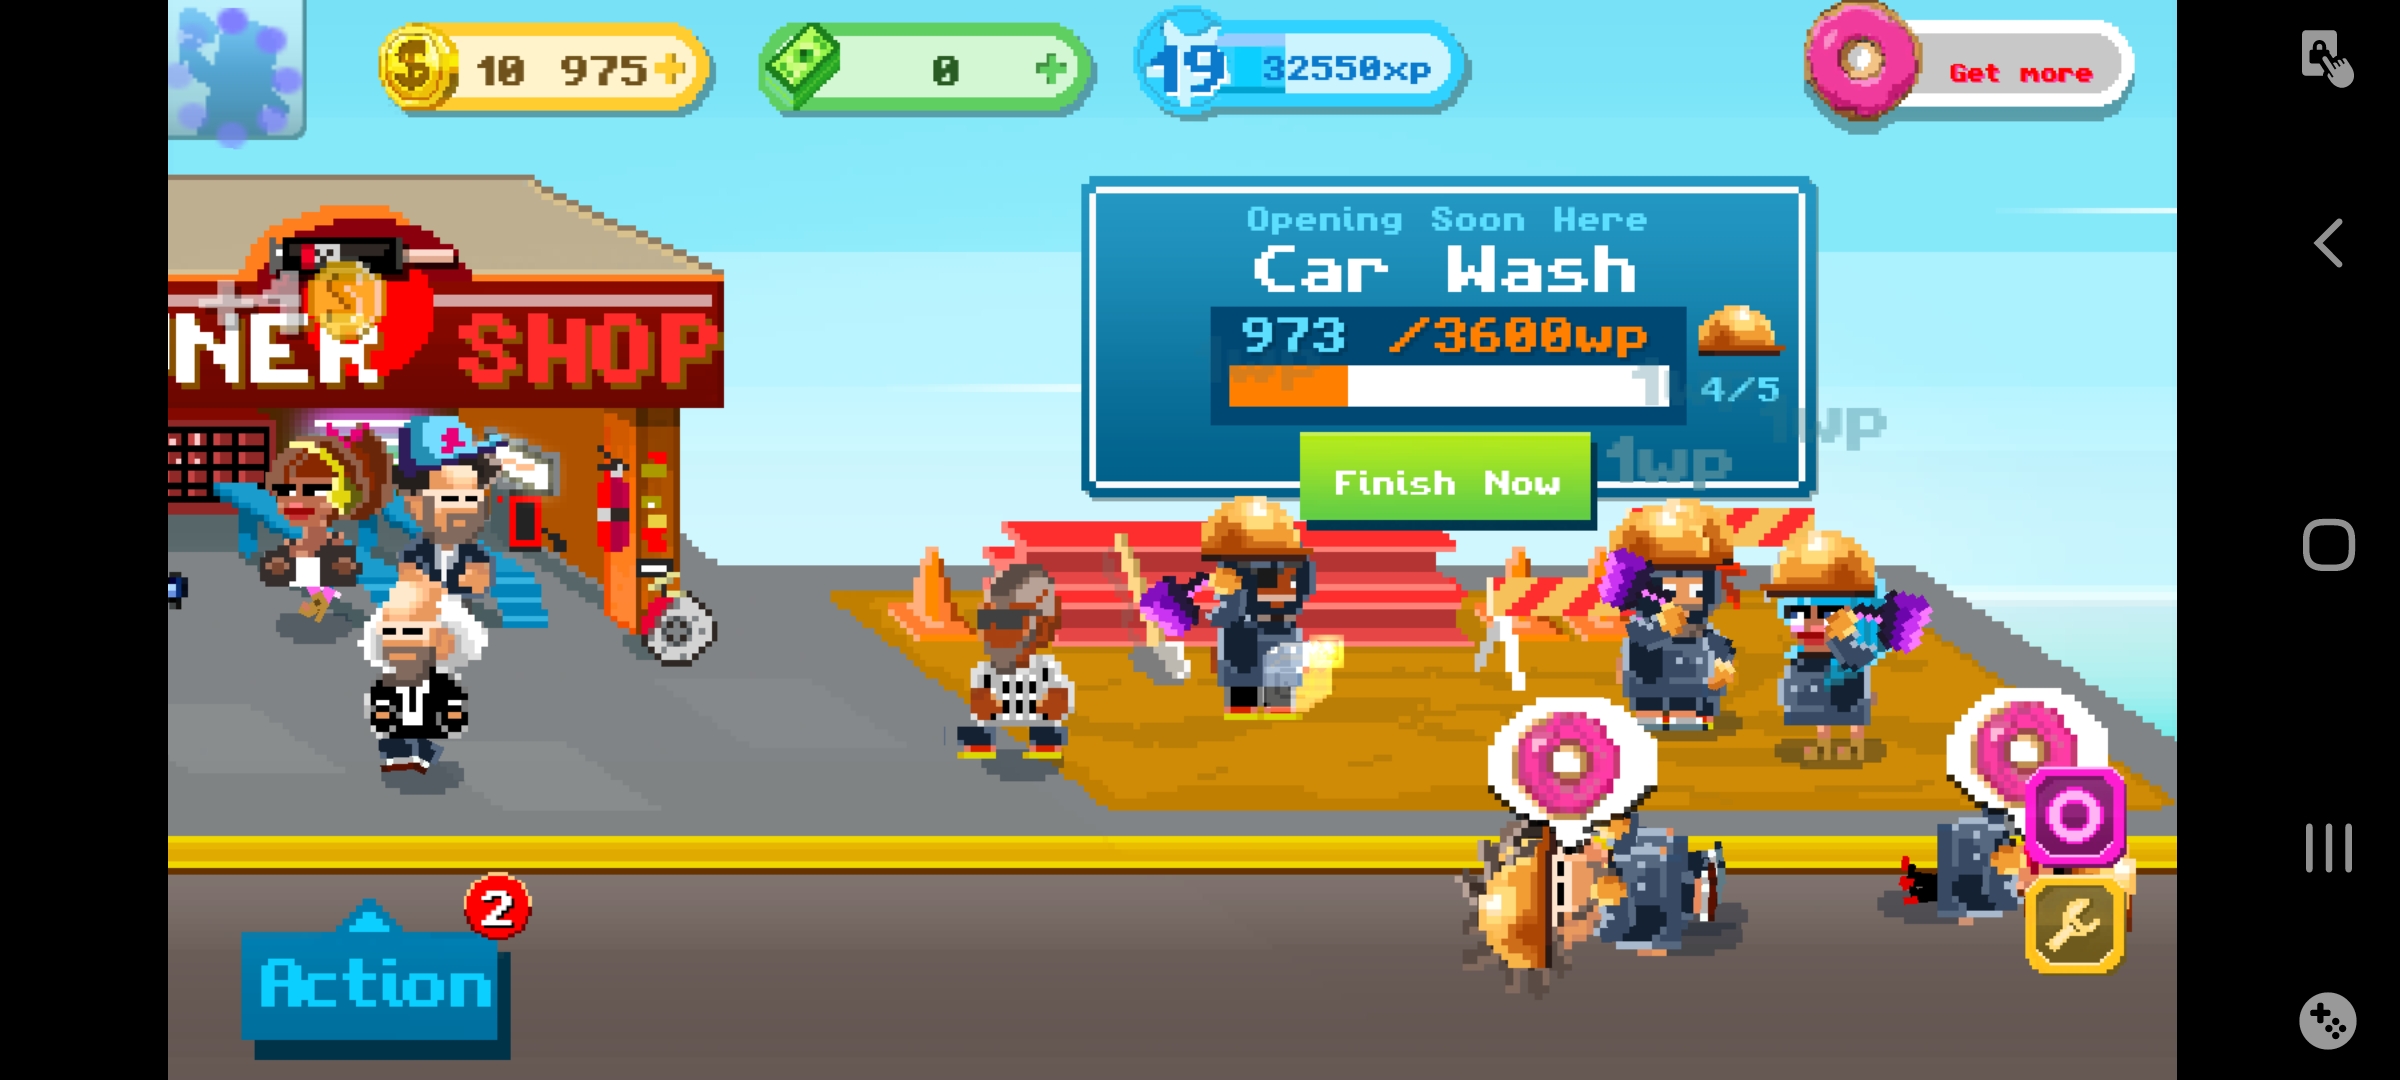 10 975
0
19
32550xp
Get more
Opening Soon Here
Car Wash
973 /3600wp
4/5
1wp
1wp
Finish Now
NER SHOP
2
Action